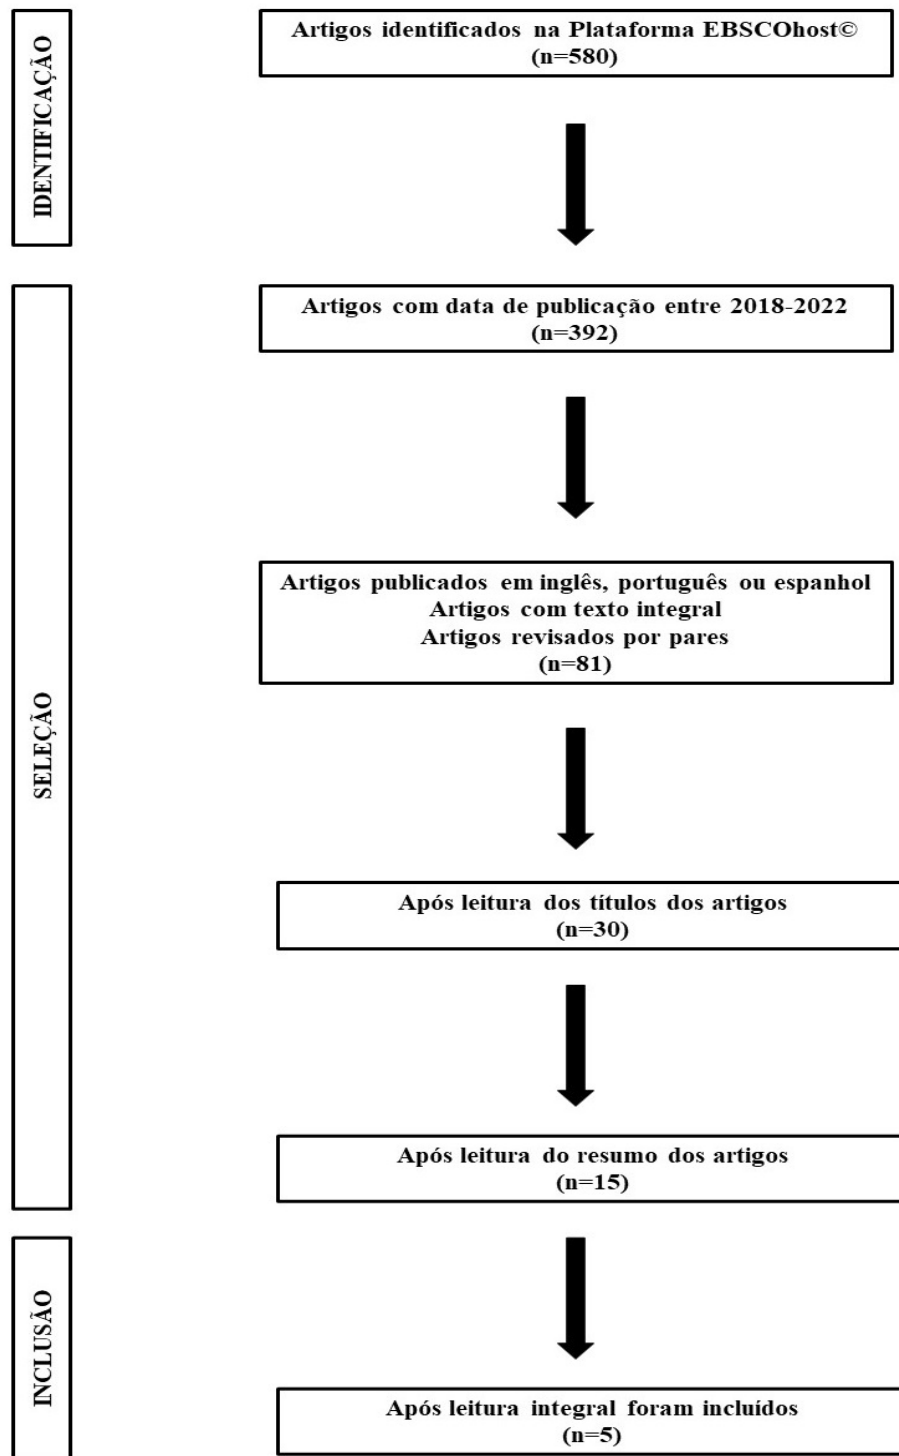 IDENTIFICAÇÃO
Artigos identificados na Plataforma EBSCOhost©
(n=580)
SELEÇÃO
Artigos com data de publicação entre 2018-2022
(n=392)
Artigos publicados em inglês, português ou espanhol
Artigos com texto integral
Artigos revisados por pares
(n=81)
Após leitura dos títulos dos artigos
(n=30)
Após leitura do resumo dos artigos
(n=15)
INCLUSÃO
Após leitura integral foram incluídos
(n=5)